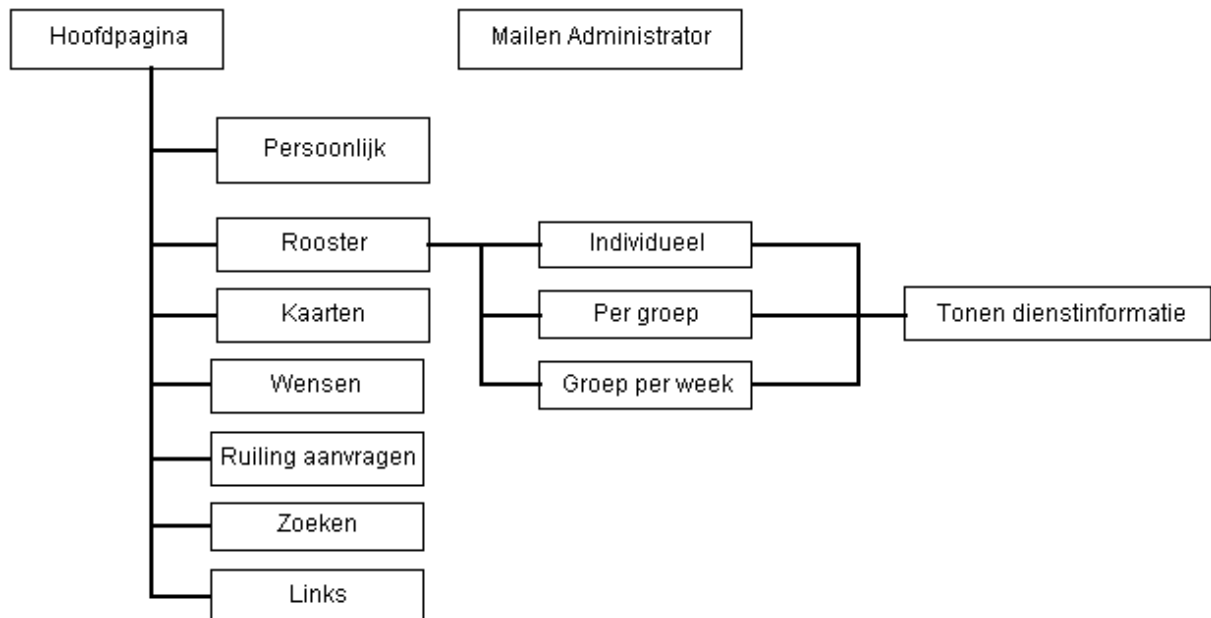 Hoofdpagina
Mailen Administrator
Persoonlijk
Rooster
Individueel
Kaarten
Per groep
Tonen dienstinformatie
Wensen
Groep per week
Ruiling aanvragen
Zoeken
Links